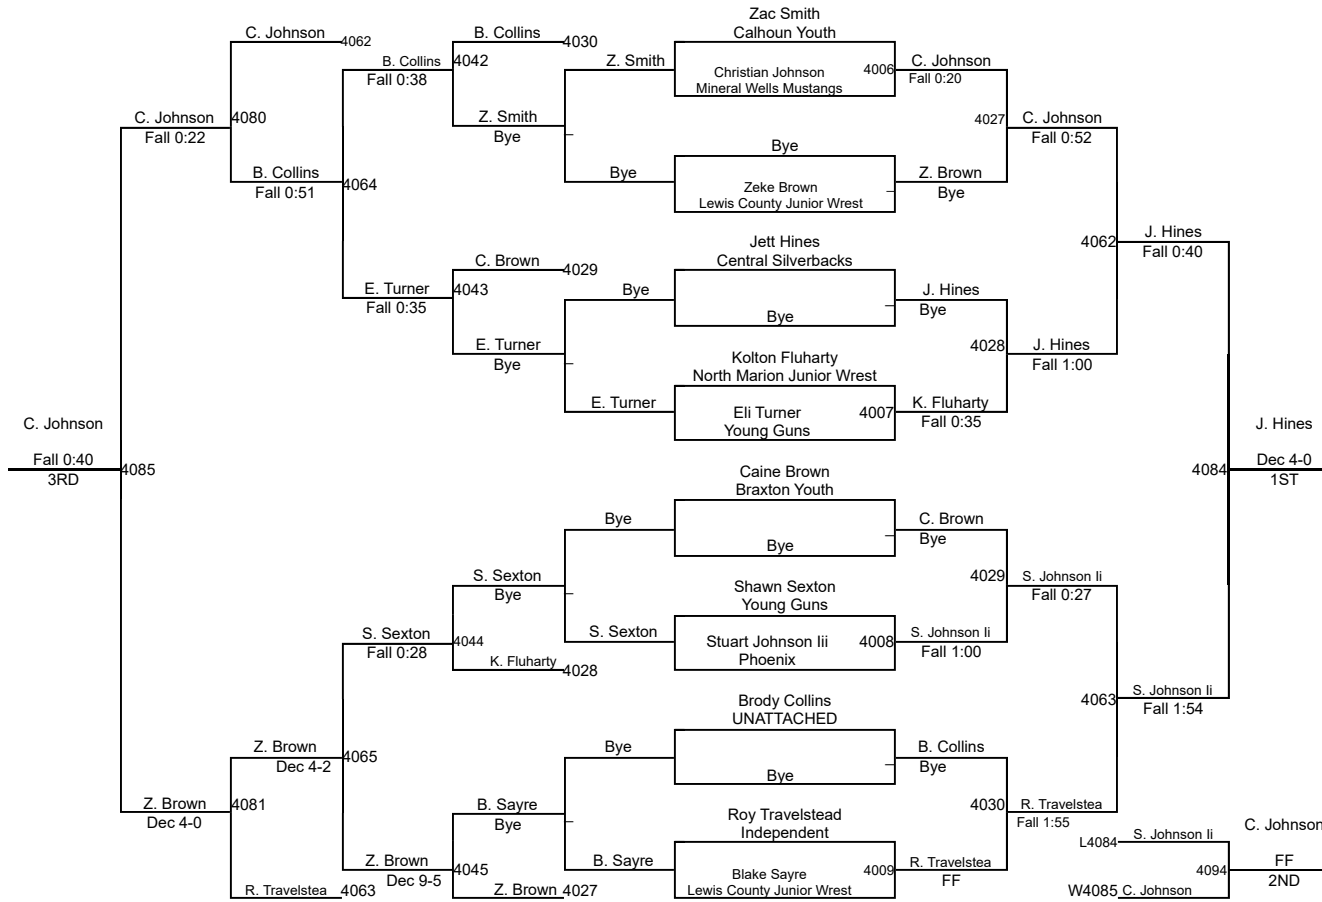 Zac Smith
Calhoun Youth
C. Johnson
4062
B. Collins
Fall 0:38
B. Collins
4030
4042
Z. Smith
Christian Johnson
Mineral Wells Mustangs
4006
C. Johnson
Fall 0:20
C. Johnson
Fall 0:22
4080
Z. Smith
Bye
4027
C. Johnson
Fall 0:52
Bye
B. Collins
Fall 0:51
4064
Bye
Zeke Brown
Lewis County Junior Wrest
Z. Brown
Bye
Jett Hines
Central Silverbacks
4062
J. Hines
Fall 0:40
C. Brown
4029
E. Turner
Fall 0:35
4043
Bye
Bye
J. Hines
Bye
E. Turner
Bye
4028
J. Hines
Fall 1:00
Kolton Fluharty
North Marion Junior Wrest
E. Turner
Eli Turner
Young Guns
4007
K. Fluharty
Fall 0:35
C. Johnson
Fall 0:40
3RD
4085
J. Hines
4084
Dec 4-0
1ST
Caine Brown
Braxton Youth
Bye
Bye
C. Brown
Bye
S. Sexton
Bye
4029
S. Johnson Ii
Fall 0:27
Shawn Sexton
Young Guns
S. Sexton
Fall 0:28
4044
S. Sexton
Stuart Johnson Iii
Phoenix
4008
S. Johnson Ii
Fall 1:00
K. Fluharty
4028
4063
S. Johnson Ii
Fall 1:54
Brody Collins
UNATTACHED
Z. Brown
Dec 4-2
4065
Bye
Bye
B. Collins
Bye
Z. Brown
Dec 4-0
4081
B. Sayre
Bye
4030
R. Travelstea
Fall 1:55
Roy Travelstead
Independent
Z. Brown
Dec 9-5
4045
B. Sayre
Blake Sayre
Lewis County Junior Wrest
4009
R. Travelstea
FF
R. Travelstea
4063
Z. Brown
4027
L4084
S. Johnson Ii
C. Johnson
4094
FF
2ND
W4085
C. Johnson